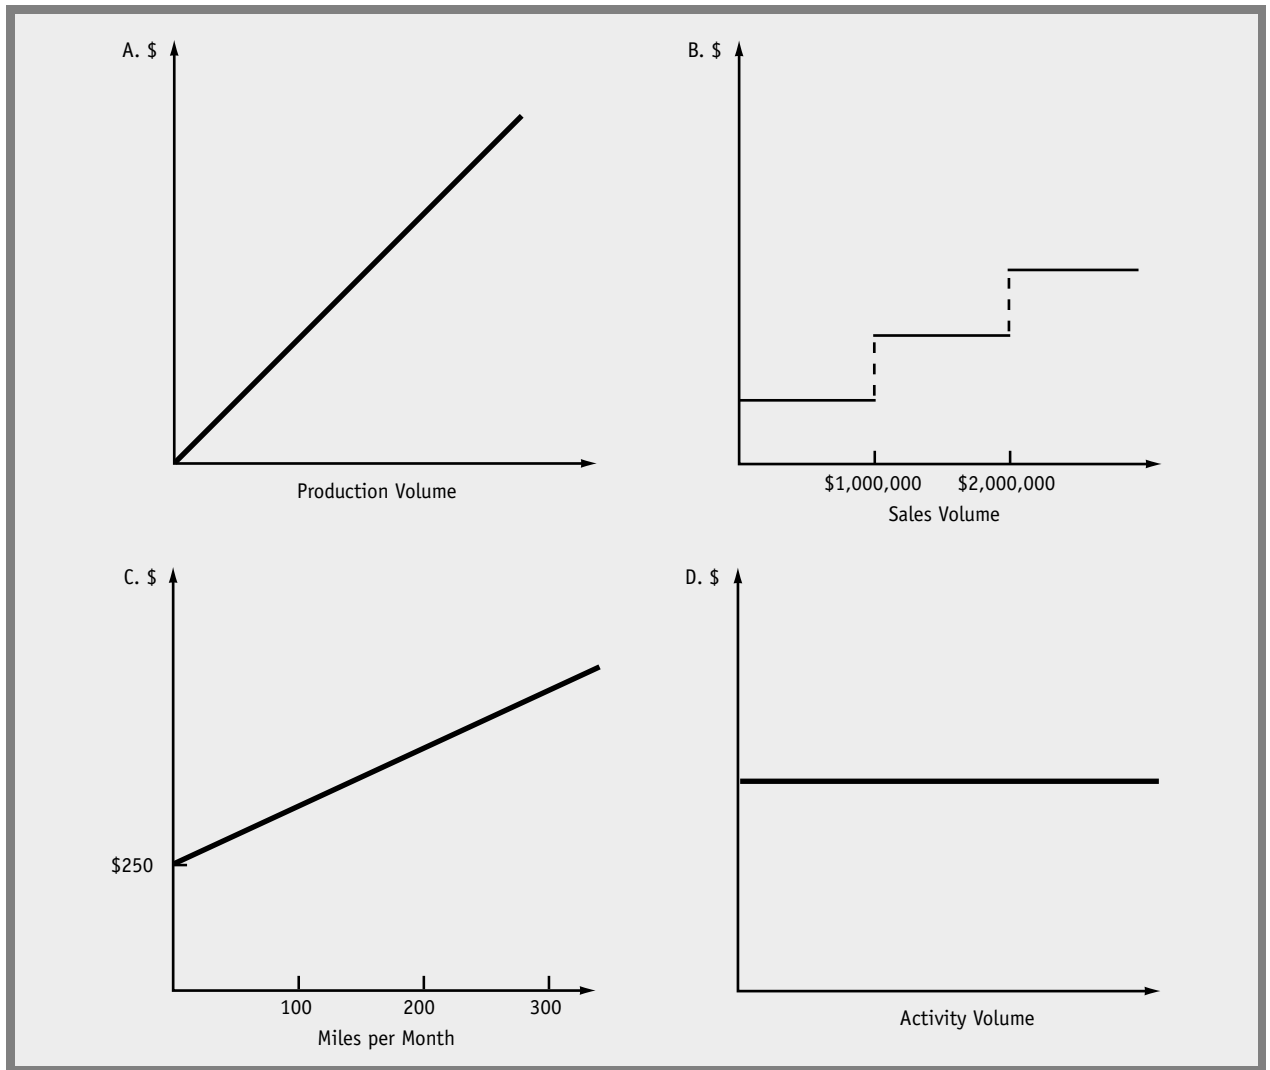 A. $
B. $
Production Volume
$1,000,000 $2,000,000
Sales Volume
C. $
D. $
$250
100 200 300
Miles per Month
Activity Volume